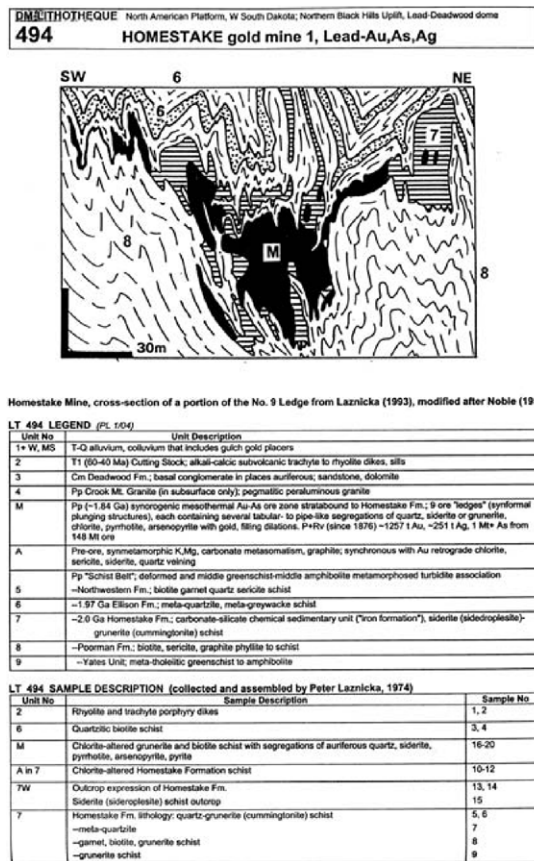 DM-LITHOTHEQUE North American Platform, W South Dakota; Northern Black Hills Uplift, Lead-Deadwood dome
494 HOMESTAKE gold mine 1, Lead-Au,As,Ag
SW 6 NE
6
7
8
M
8
30m
Homestake Mine, cross-section of a portion of the No. 9 Ledge from Laznicka (1993), modified after Noble (19
LT 494 LEGEND (PL 1/04)
Unit No Unit Description
1+ W, MS T-Q alluvium, colluvium that includes gulch gold placers
2 T1 (60-40 Ma) Cutting Stock; alkali-calcic subvolcanic trachyte to rhyolite dikes, sills
3 Cm Deadwood Fm.; basal conglomerate in places auriferous; sandstone, dolomite
4 Pp Crook Mt. Granite (in subsurface only); pegmatitic peraluminous granite
M Pp (~1.84 Ga) synorogenic mesothermal Au-As ore zone stratabound to Homestake Fm.; 9 ore "ledges" (synformal
plunging structures), each containing several tabular- to pipe-like segregations of quartz, siderite or grunerite,
chlorite, pyrrhotite, arsenopyrite with gold, filling dilations. P+Rv (since 1876) ~1257 t Au, ~251 t Ag, 1 Mt+ As from
148 Mt ore
A Pre-ore, synmetamorphic K,Mg, carbonate metasomatism, graphite; synchronous with Au retrograde chlorite,
sericite, siderite, quartz veining
Pp "Schist Belt"; deformed and middle greenschist-middle amphibolite metamorphosed turbidite association
5 --Northwestern Fm.; biotite garnet quartz sericite schist
6 --1.97 Ga Ellison Fm.; meta-quartzite, meta-greywacke schist
7 --2.0 Ga Homestake Fm.; carbonate-silicate chemical sedimentary unit ("iron formation"), siderite (sidedroplesite)-
grunerite (cummingtonite) schist
8 --Poorman Fm.; biotite, sericite, graphite phyllite to schist
9 --Yates Unit; meta-tholeiitic greenschist to amphibolite
LT 494 SAMPLE DESCRIPTION (collected and assembled by Peter Laznicka, 1974)
Unit No Sample Description Sample No
2 Rhyolite and trachyte porphyry dikes 1, 2
6 Quartzitic biotite schist 3, 4
M Chlorite-altered grunerite and biotite schist with segregations of auriferous quartz, siderite, 16-20
pyrrhotite, arsenopyrite, pyrite
A in 7 Chlorite-altered Homestake Formation schist 10-12
7W Outcrop expression of Homestake Fm. 13, 14
Siderite (sideroplesite) schist outcrop 15
7 Homestake Fm. lithology: quartz-grunerite (cummingtonite) schist 5, 6
--meta-quartzite 7
--garnet, biotite, grunerite schist 8
--grunerite schist 9